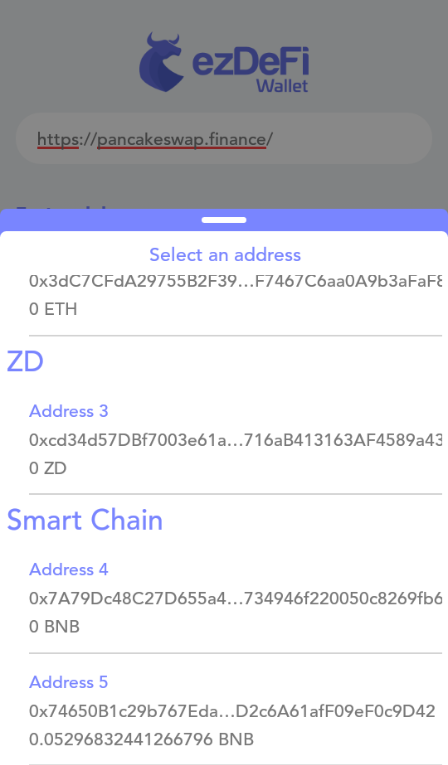 ezDeFi
Wallet
https://pancakeswap.finance/
Select an address
0x3dC7CFdA29755B2F39...F7467C6aa0A9b3aFaF8
0 ETH
ZD
Address 3
0xcd34d57DBf7003e61a...716aB413163AF4589a43
0 ZD
Smart Chain
Address 4
0x7A79Dc48C27D655a4...734946f220050c8269fb6
0 BNB
Address 5
0x74650B1c29b767Eda...D2c6A61afF09eF0c9D42
0.05296832441266796 BNB